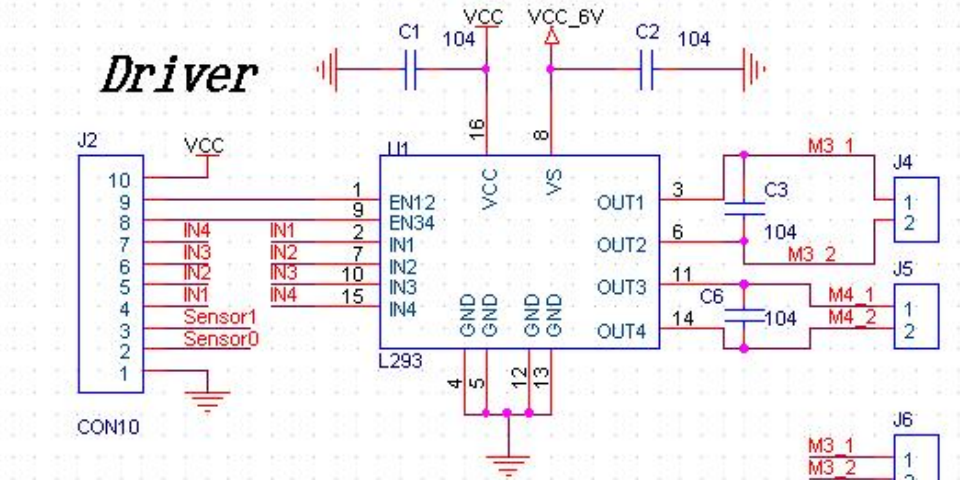 VCC VCC_6V
C1 104 C2 104
Driver
16 8
J2 VCC U1 M3_1 J4
10 1 VCC VS 3 C3
9 EN12 OUT1 1
8 9 EN34 104 2
7 IN4 IN1 2 IN1 OUT2 6 M3_2
6 IN3 IN2 7 IN2 J5
5 IN2 IN3 10 IN3 OUT3 11 C6 M4_1 1
4 IN1 IN4 15 IN4 104 M4_2
3 Sensor1 GND GND GND GND OUT4 14 2
2 Sensor0
1 L293
4 5 12 13
CON10 J6
M3_1 1
M3_2